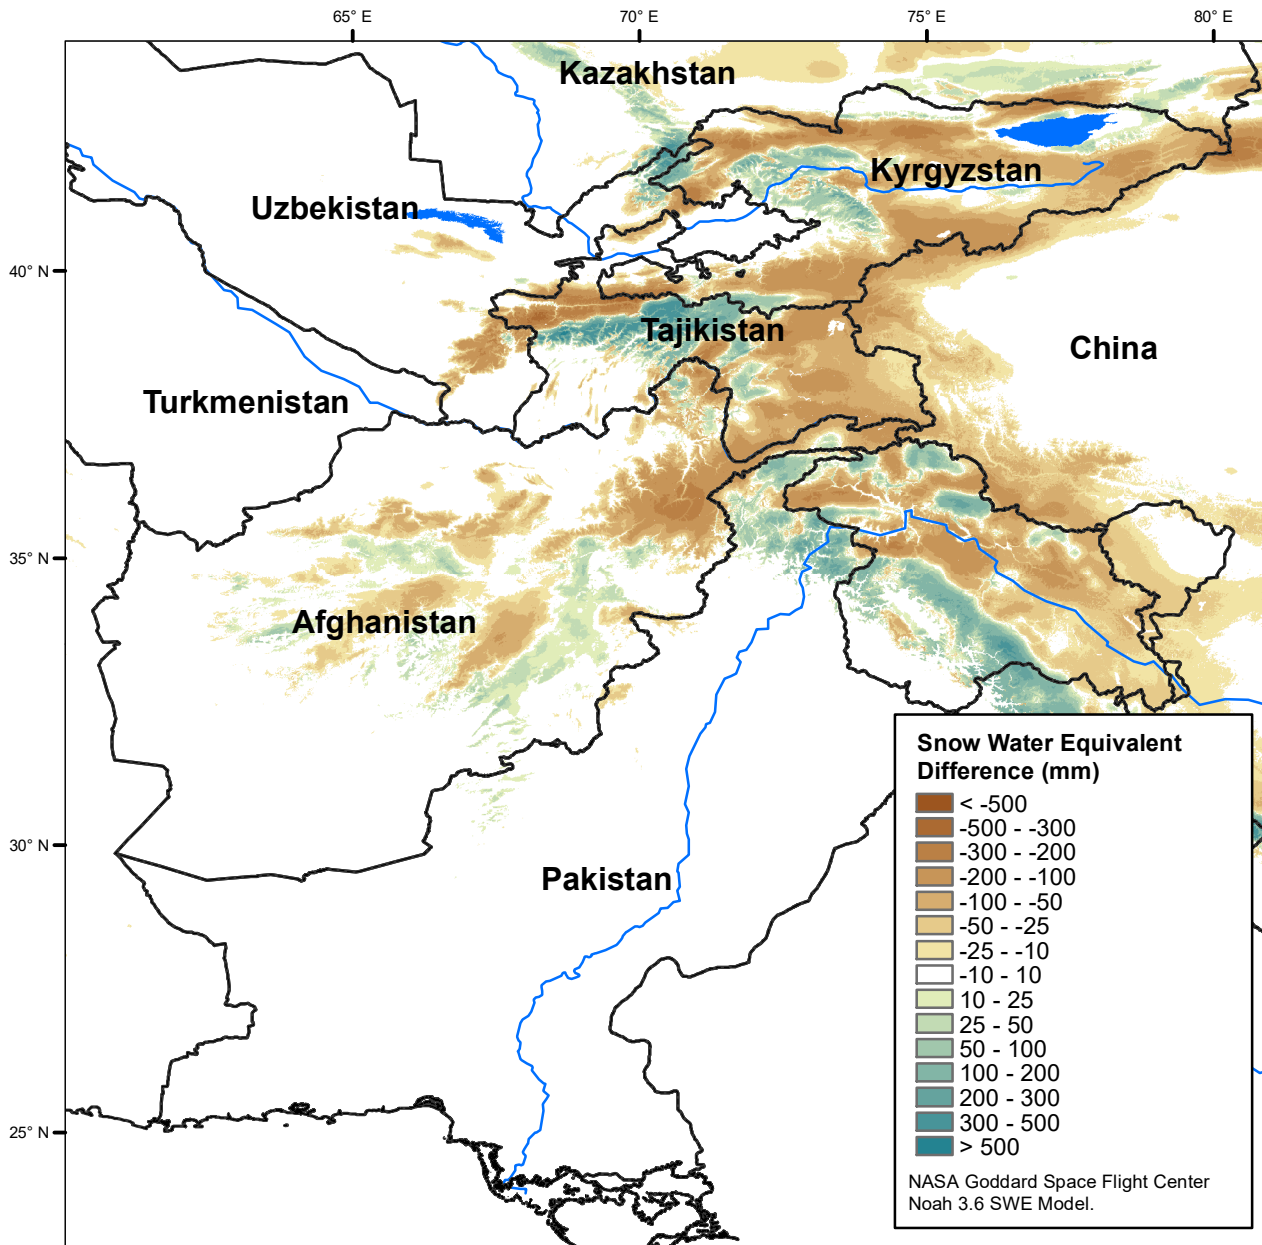 65° E
70° E
75° E
80° E
Kazakhstan
Kyrgyzstan
Uzbekistan
40° N
Tajikistan
China
Turkmenistan
35° N
Afghanistan
Snow Water Equivalent
Difference (mm)
< -500
-500 - -300
-300 - -200
-200 - -100
-100 - -50
-50 - -25
-25 - -10
-10 - 10
10 - 25
25 - 50
50 - 100
100 - 200
200 - 300
300 - 500
> 500
30° N
Pakistan
25° N
NASA Goddard Space Flight Center
Noah 3.6 SWE Model.